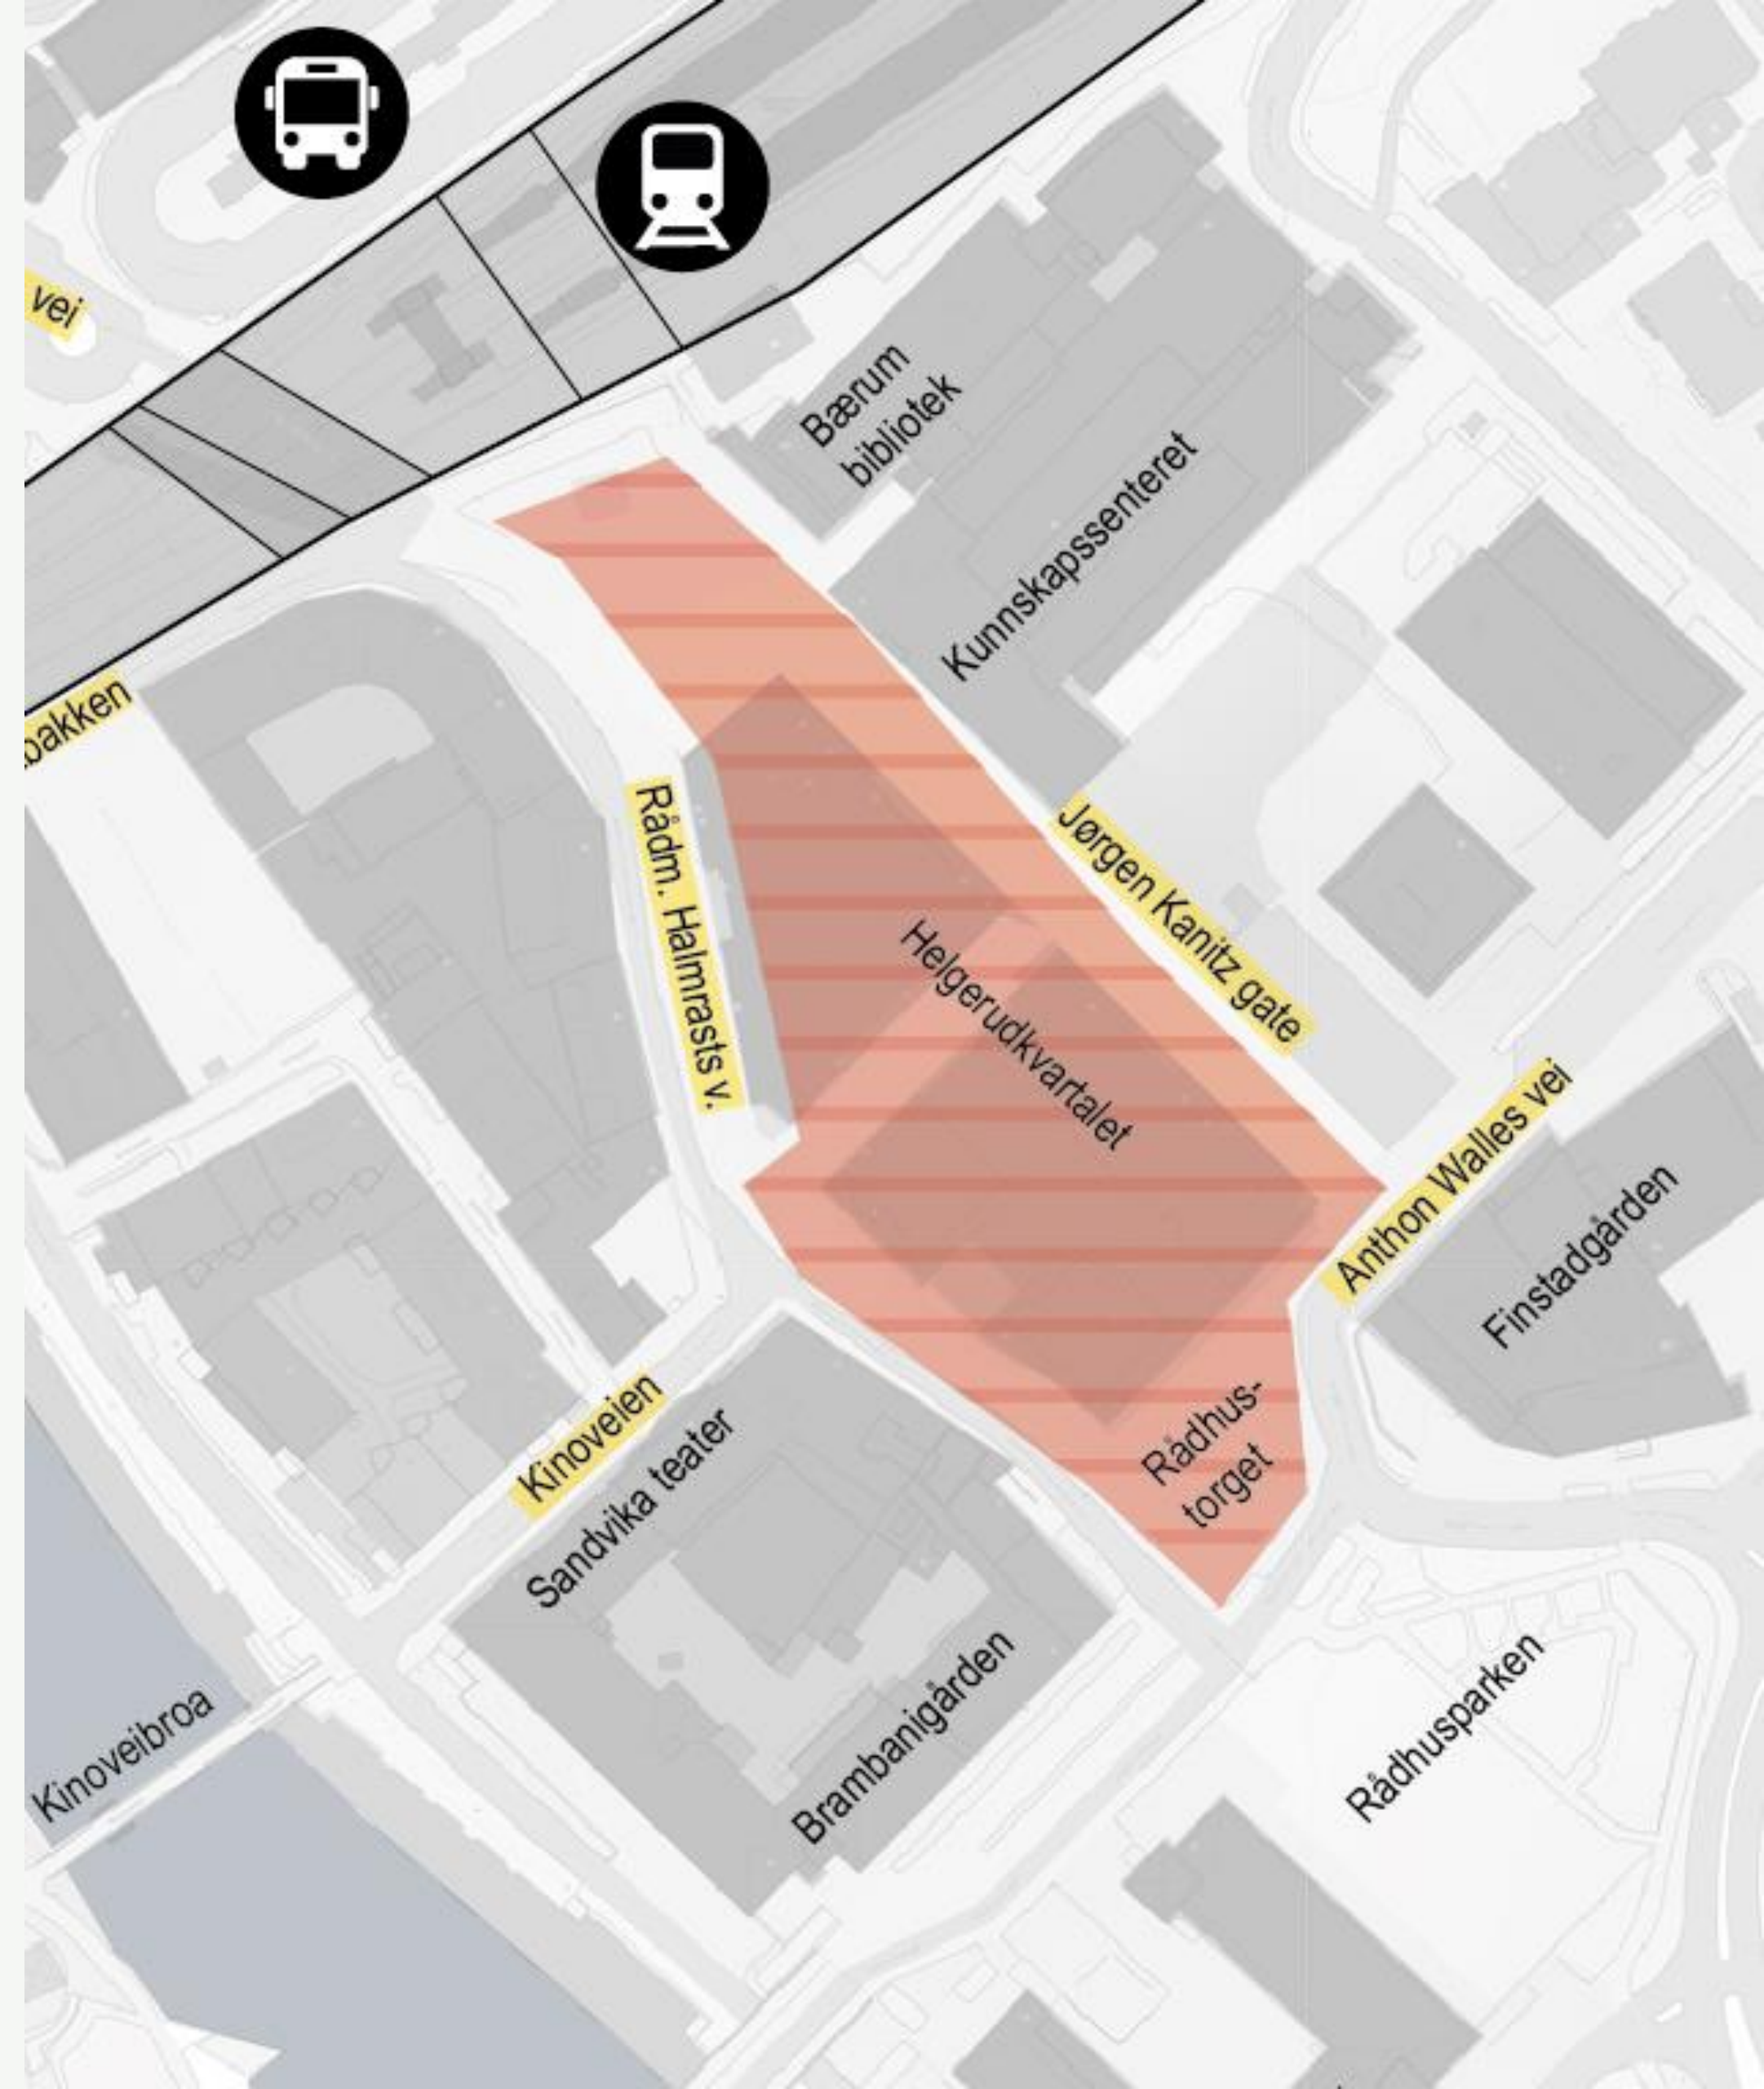 vei
Bærum
bibliotek
Kunnskapssenteret
bakken
Rådm. Halmrasts v.
Jørgen Kanitz gate
Helgerudkvartalet
Anthon Walles vei
Finstadgården
Rådhus-
torget
Kinoveien
Sandvika teater
Brambanigården
Rådhusparken
Kinoveibroa